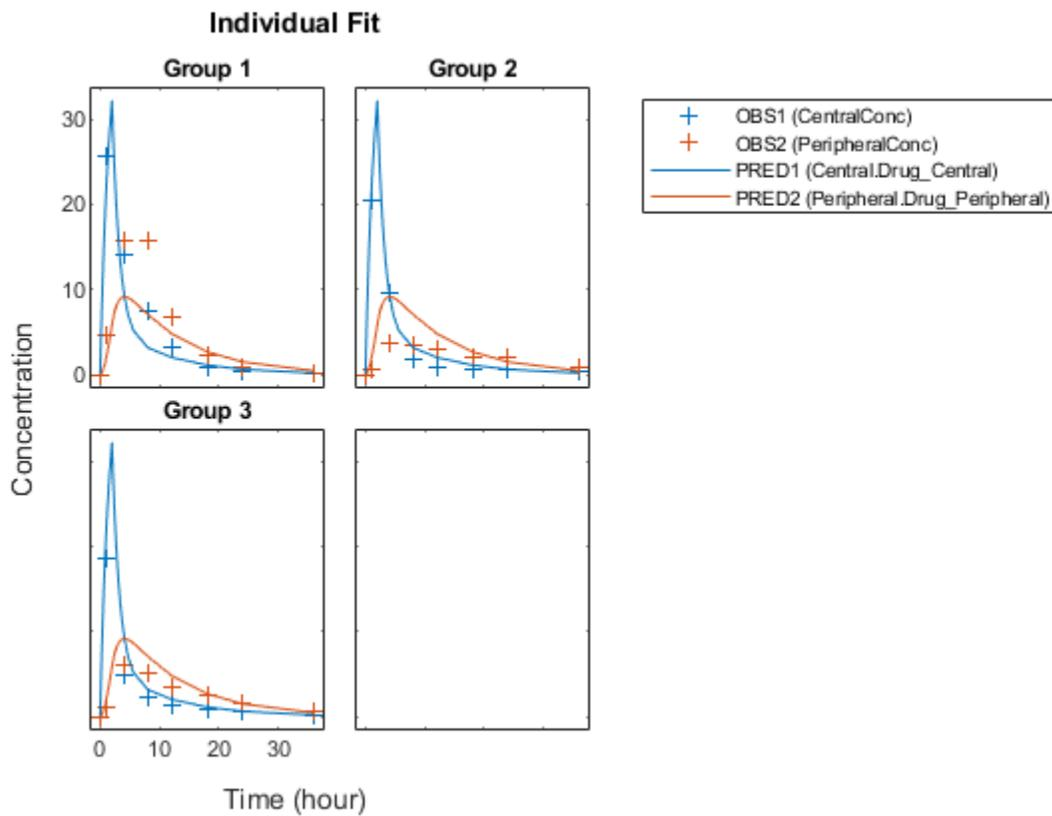 Individual Fit
Group 1
Group 2
OBS1 (CentralConc)
OBS2 (PeripheralConc)
PRED1 (Central.Drug_Central)
PRED2 (Peripheral.Drug_Peripheral)
30
20
10
0
Group 3
Concentration
0 10 20 30
Time (hour)